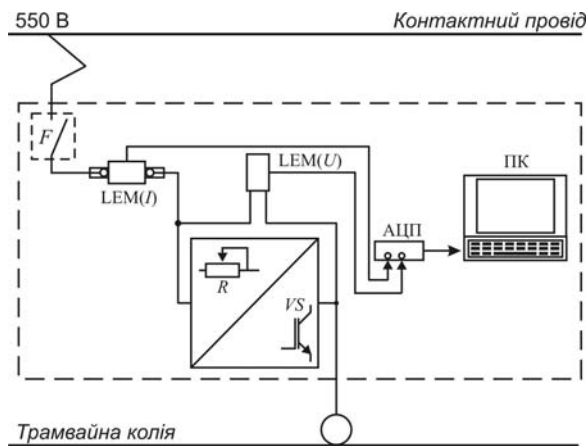 550 В
Контактний провід
F
LEM(I)
LEM(U)
ПК
АЦП
R
VS
Трамвайна колія